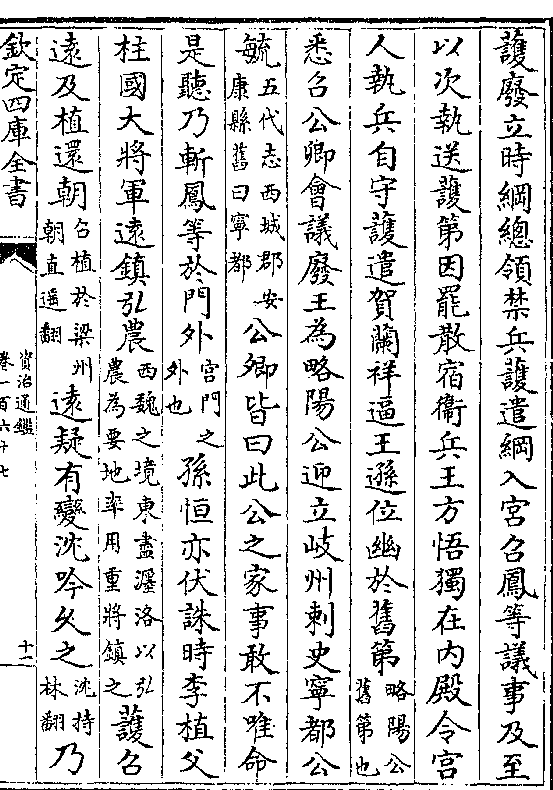 護廢立時綱總領禁兵護遣綱入宫召鳳等議事及至
以次執送護第因罷散宿衛兵王方悟獨在内殿令宫
人執兵自守護遣賀蘭祥逼王遜位幽於舊第略陽公舊第也
悉召公卿會議廢王為略陽公迎立岐州刺史寧都公
毓五代志西城郡安康縣舊曰寧都公卿皆曰此公之家事敢不唯命
是聽乃斬鳳等於門外宫門之外也孫恒亦伏誅時李植父
柱國大將軍遠鎮弘農西魏之境東盡瀍洛以弘農為要地率用重將鎮之護召
遠及植還朝召植於梁州朝直遥翻遠疑有變沈吟久之沈持林翻乃
欽定四庫全書
資治通鑑
卷一百六十七
十一